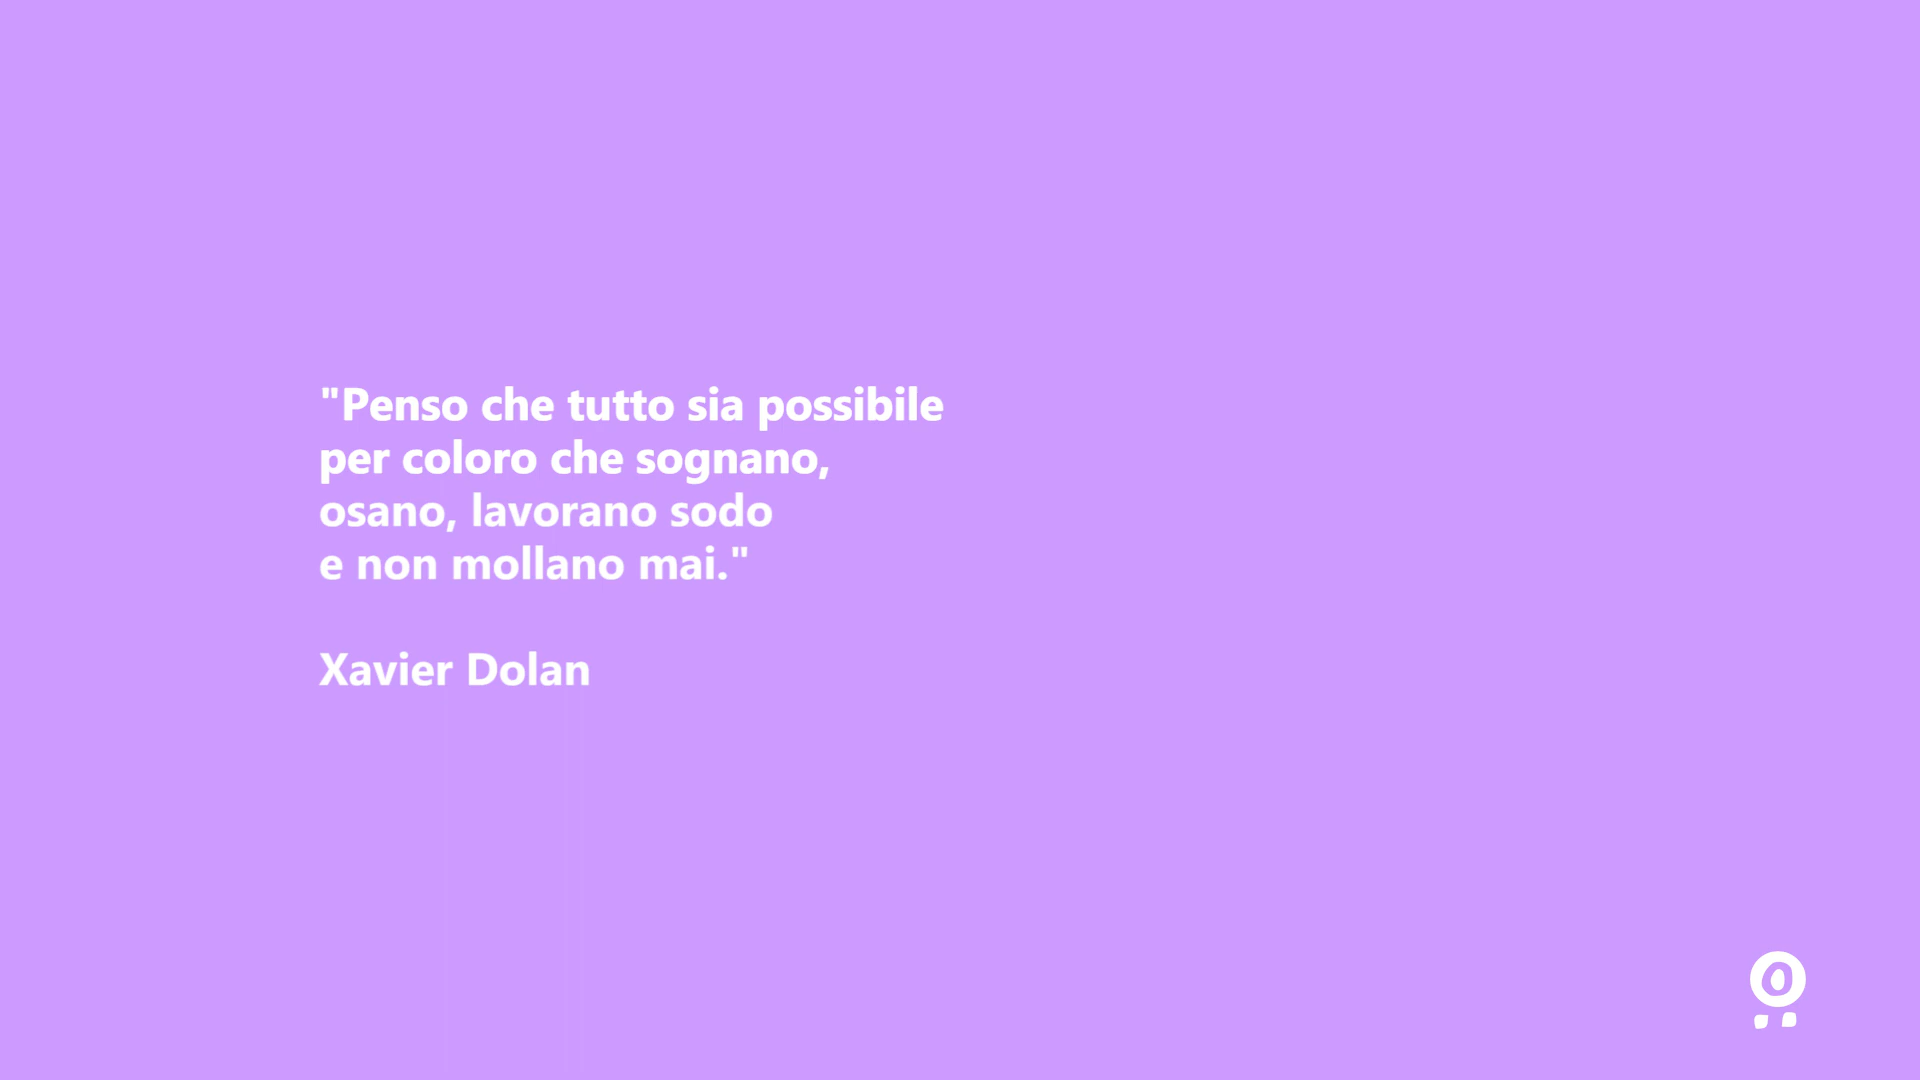 "Penso che tutto sia possibile
per coloro che sognano,
osano, lavorano sodo
e non mollano mai."
Xavier Dolan